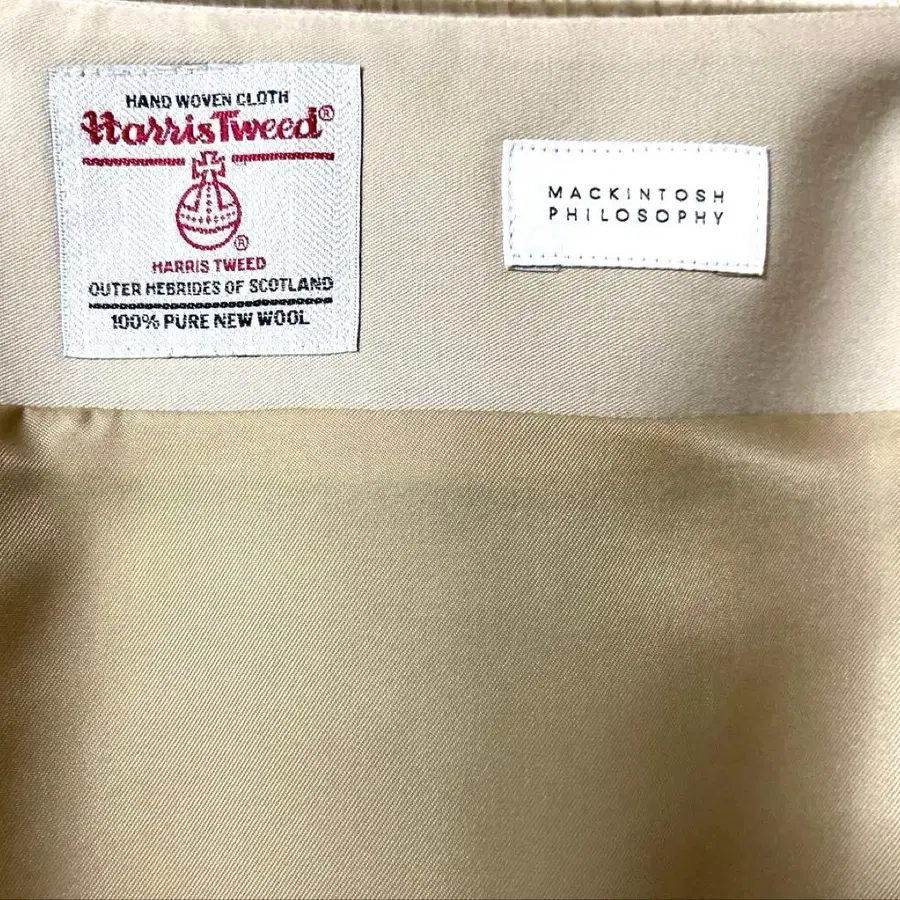 HAND WOVEN CLOTH
Harris Tweed®
®
HARRIS TWEED
OUTER HEBRIDES OF SCOTLAND
100% PURE NEW WOOL
MACKINTOSH
PHILOSOPHY